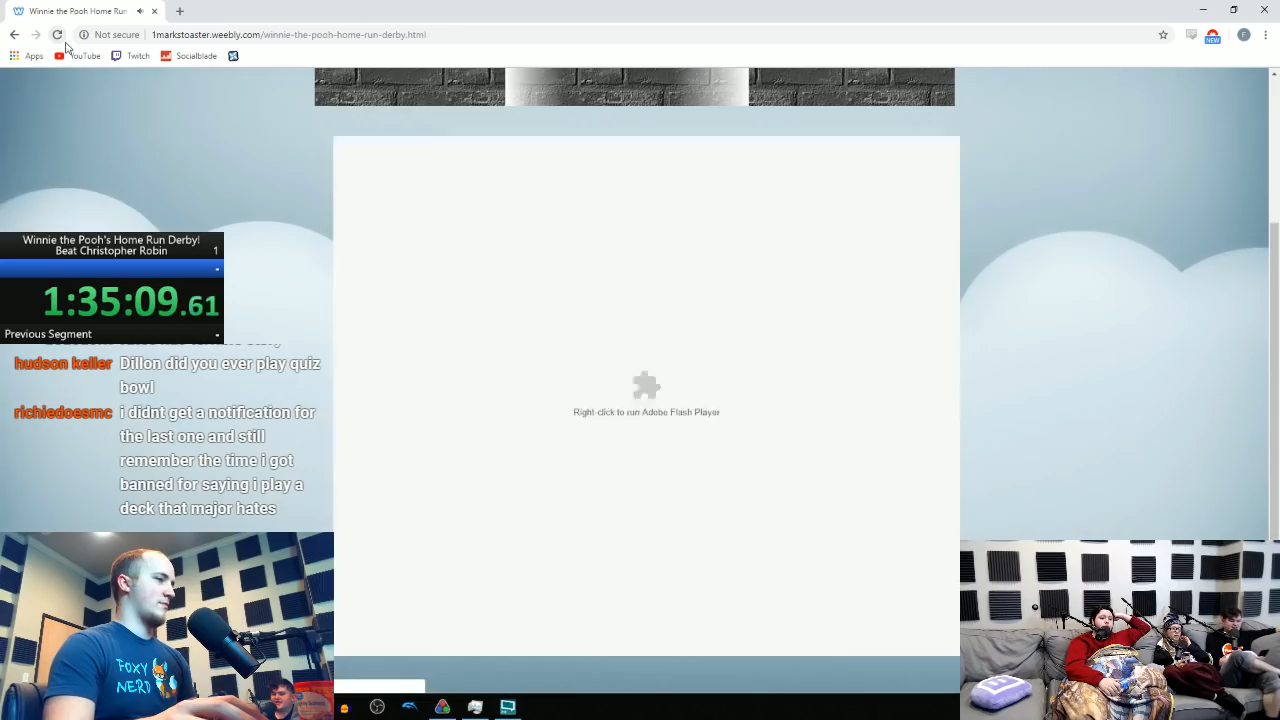 Winnie the Pooh Home Run
Not secure
1markstoaster.weebly.com/winnie-the-pooh-home-run-derby.html
NEW
F
Apps
YouTube
Twitch
Socialblade
Winnie the Pooh's Home Run Derby!
Beat Christopher Robin 1
-
1:35:09.61
Previous Segment -
hudson keller Dillon did you ever play quiz
bowl
richiedoesmc i didnt get a notification for
the last one and still
remember the time i got
banned for saying i play a
deck that major hates
Right-click to run Adobe Flash Player
FOXY
NERD